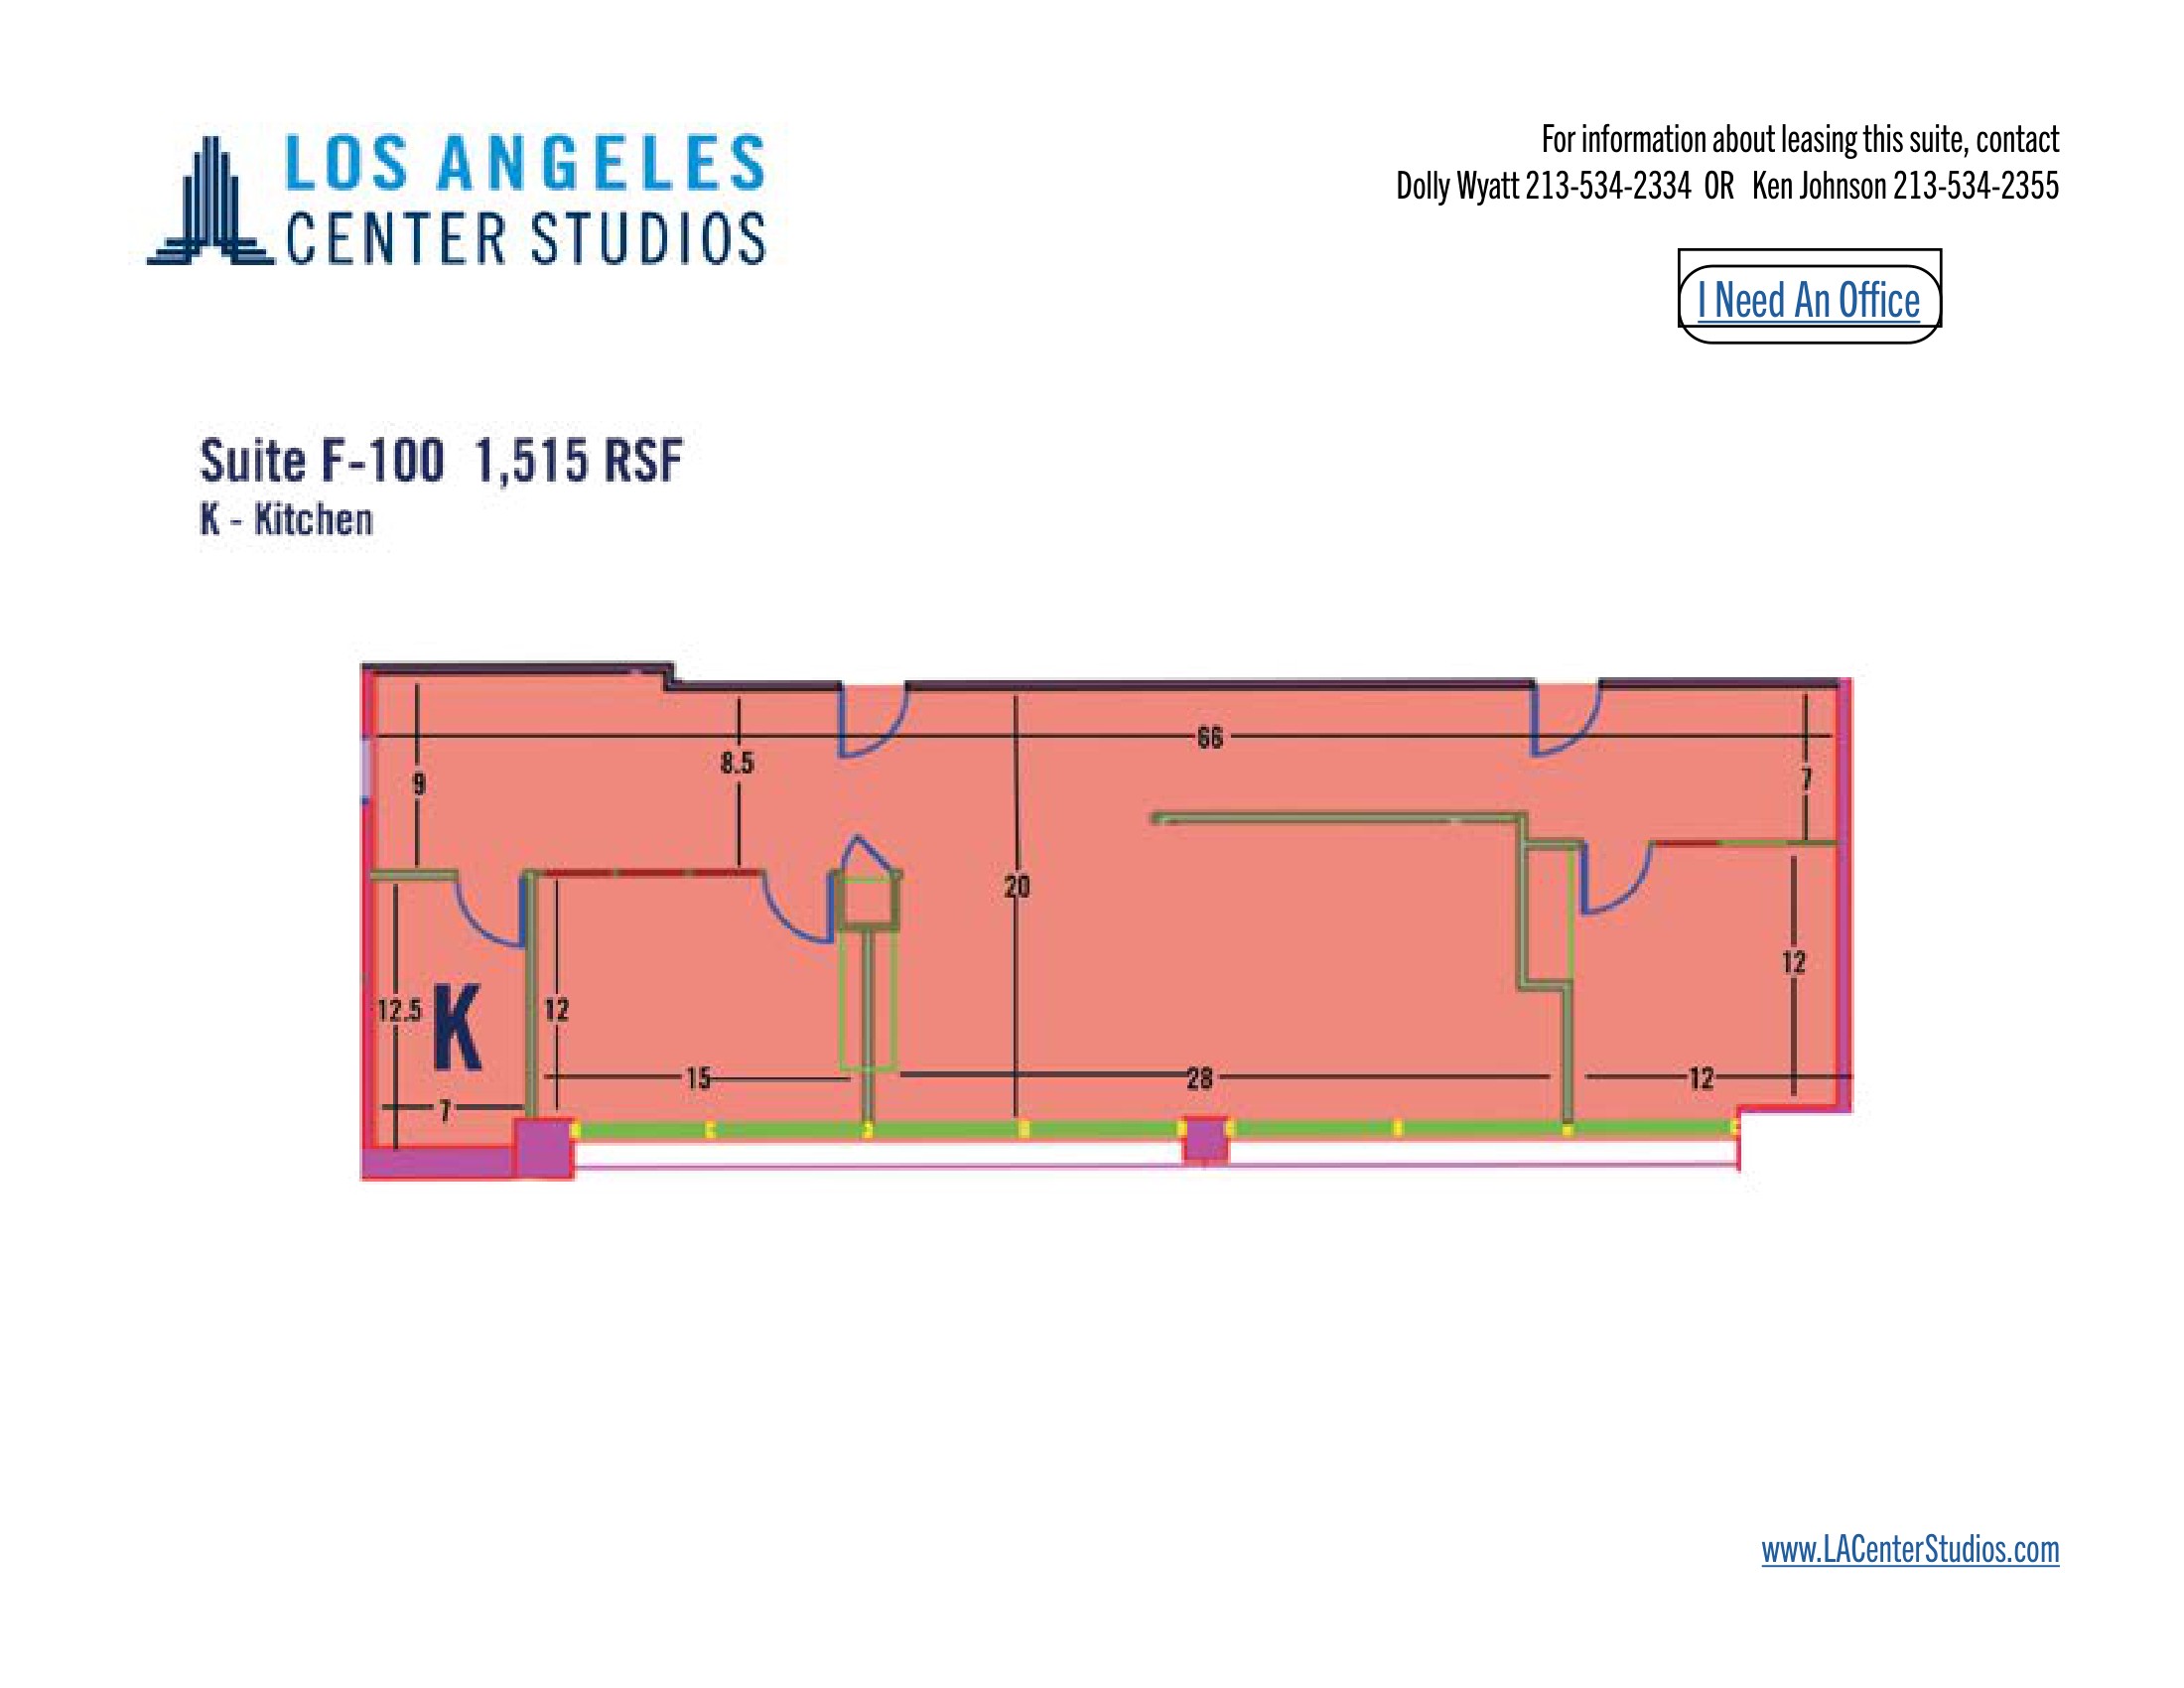 LOS ANGELES
CENTER STUDIOS
For information about leasing this suite, contact
Dolly Wyatt 213-534-2334 OR Ken Johnson 213-534-2355
I Need An Office
Suite F-100 1,515 RSF
K - Kitchen
66
8.5
9
7
20
12
12.5
K
12
15
28
12
7
www.LACenterStudios.com